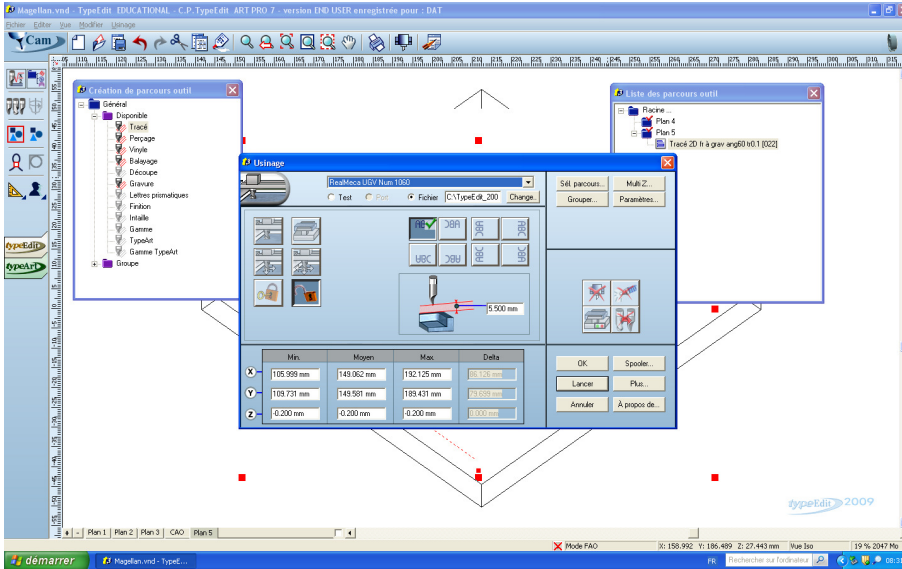 Magellan.vnd - TypeEdit EDUCATIONAL - C.P.TypeEdit ART PRO 7 - version END USER enregistrée pour : DAT
Fichier Editer Vue Modifier Usinage
Cam
Création de parcours outil
Général
Disponible
Tracé
Perçage
Vinyle
Balayage
Découpe
Gravure
Lettres prismatiques
Finition
Intaille
Gamme
TypeArt
Gamme TypeArt
Groupe
Liste des parcours outil
Racine ...
Plan 4
Plan 5
Tracé 2D fr à grav ang60 tr0.1 [022]
typeEdit
typeArt
Usinage
RealMeca UGV Num 1060
Test Port Fichier C:\TypeEdit_200 Change..
Sél. parcours... Multi Z...
Grouper... Paramètres...
5.500 mm
Min. Moyen Max. Delta
X 105.999 mm 149.062 mm 192.125 mm 86.126 mm
Y 109.731 mm 149.581 mm 189.431 mm 79.699 mm
Z -0.200 mm -0.200 mm -0.200 mm 0.000 mm
OK Spooler...
Lancer Plus...
Annuler À propos de...
typeEdit 2009
+ - Plan 1 Plan 2 Plan 3 CAO Plan 5
Mode FAO X: 158.992 Y: 186.489 Z: 27.443 mm Vue Iso 19 % 2047 Mo
démarrer Magellan.vnd - TypeE... FR Rechercher sur l'ordinateur